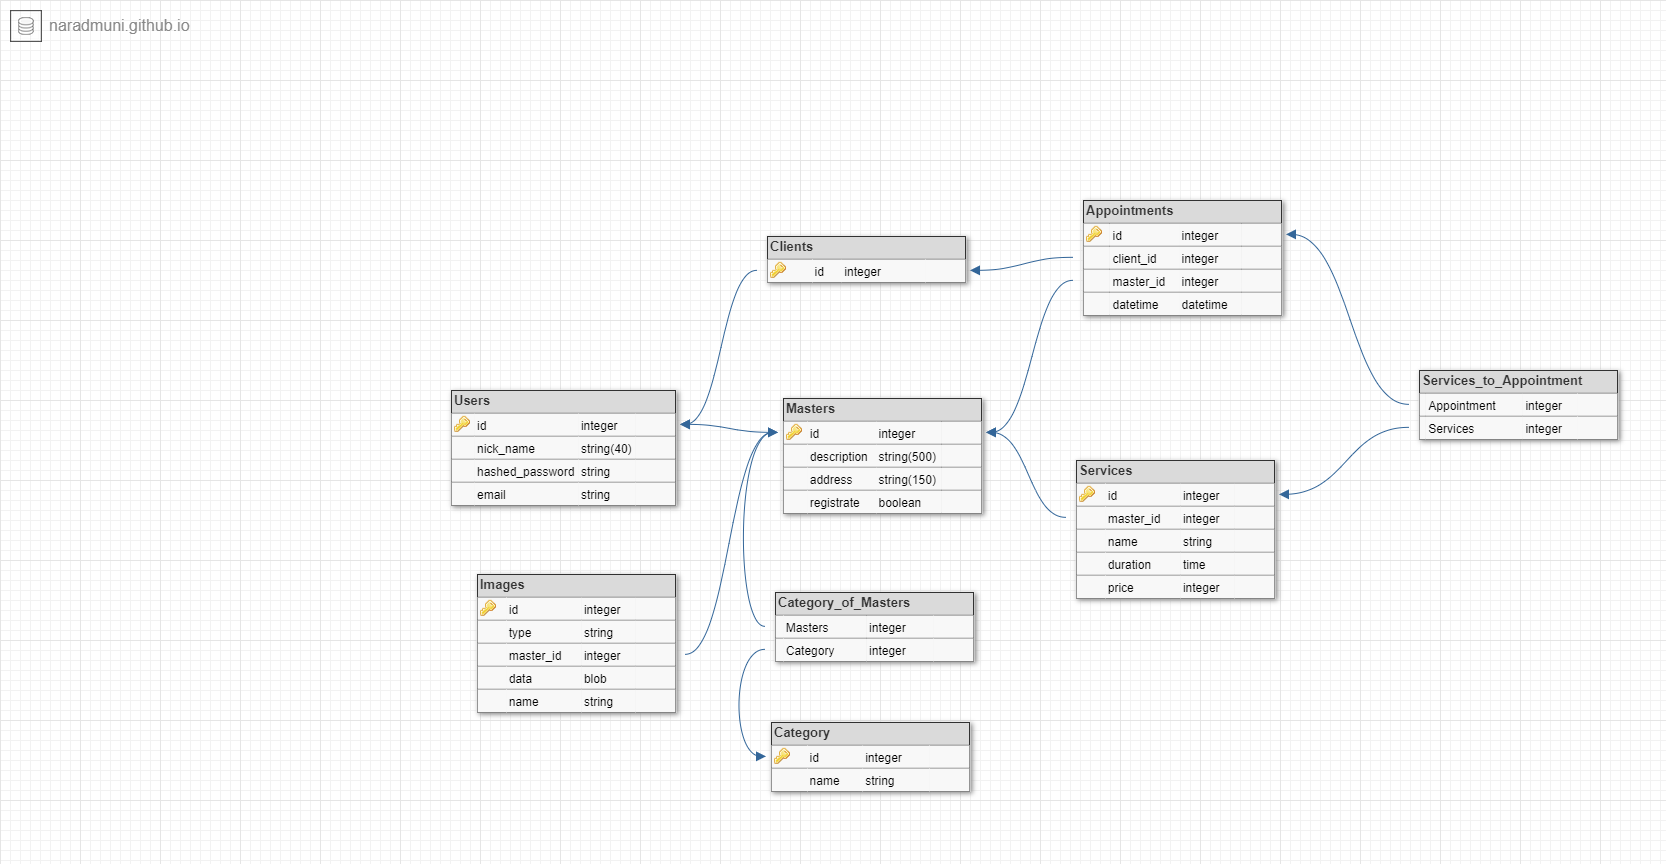 naradmuni.github.io
Appointments
id integer
client_id integer
master_id integer
datetime datetime
Clients
id integer
Services_to_Appointment
Appointment integer
Services integer
Users
id integer
nick_name string(40)
hashed_password string
email string
Masters
id integer
description string(500)
address string(150)
registrate boolean
Services
id integer
master_id integer
name string
duration time
price integer
Images
id integer
type string
master_id integer
data blob
name string
Category_of_Masters
Masters integer
Category integer
Category
id integer
name string